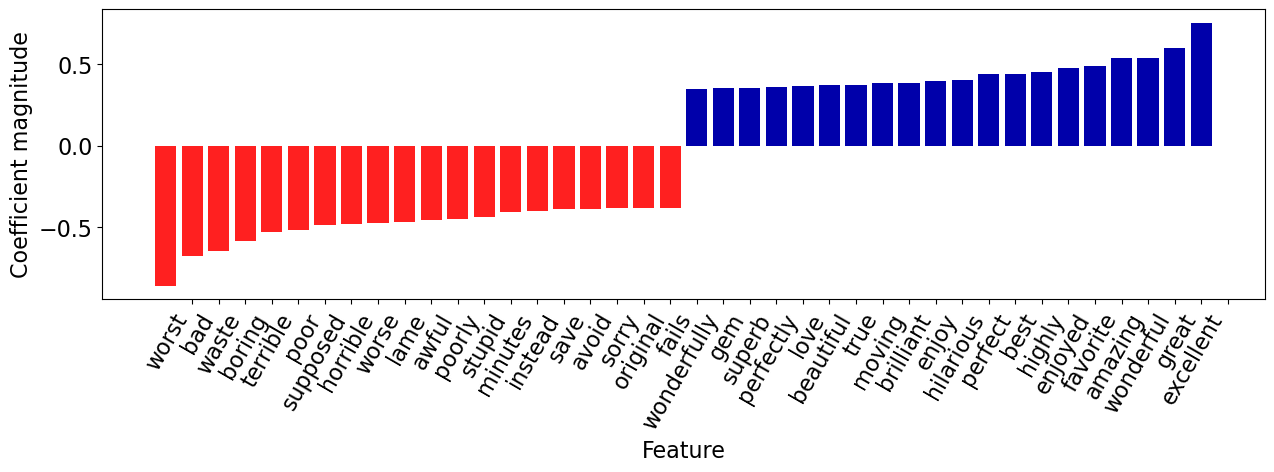 Coefficient magnitude
0.5
0.0
−0.5
worst
bad
waste
boring
terrible
poor
supposed
horrible
worse
lame
awful
poorly
stupid
minutes
instead
save
avoid
sorry
original
fails
wonderfully
gem
superb
perfectly
love
beautiful
true
moving
brilliant
enjoy
hilarious
perfect
best
highly
enjoyed
favorite
amazing
wonderful
great
excellent
Feature